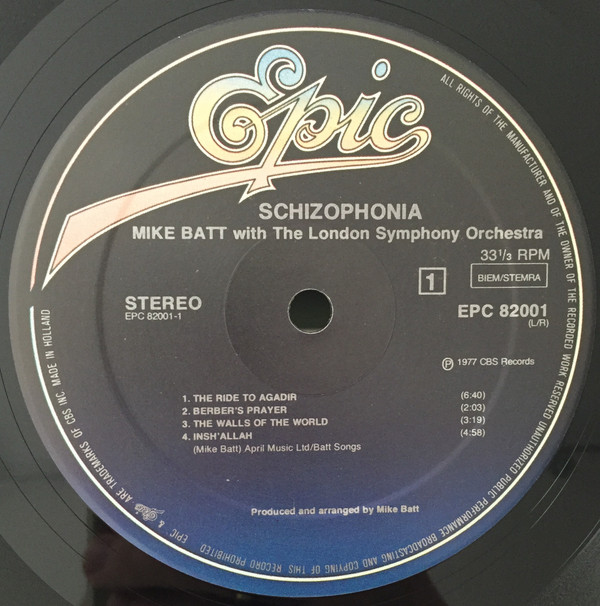 Epic
SCHIZOPHONIA
MIKE BATT with The London Symphony Orchestra
33⅓ RPM
1
BIEM/STEMRA
STEREO
EPC 82001-1
EPC 82001
(L/R)
℗ 1977 CBS Records
1. THE RIDE TO AGADIR (6:40)
2. BERBER'S PRAYER (2:03)
3. THE WALLS OF THE WORLD (3:19)
4. INSH'ALLAH (4:58)
(Mike Batt) April Music Ltd/Batt Songs
Produced and arranged by Mike Batt
ALL RIGHTS OF THE MANUFACTURER AND OF THE OWNER OF THE RECORDED WORK RESERVED UNAUTHORIZED PUBLIC PERFORMANCE BROADCASTING AND COPYING OF THIS RECORD PROHIBITED
EPIC & Epic ARE TRADEMARKS OF CBS INC MADE IN HOLLAND